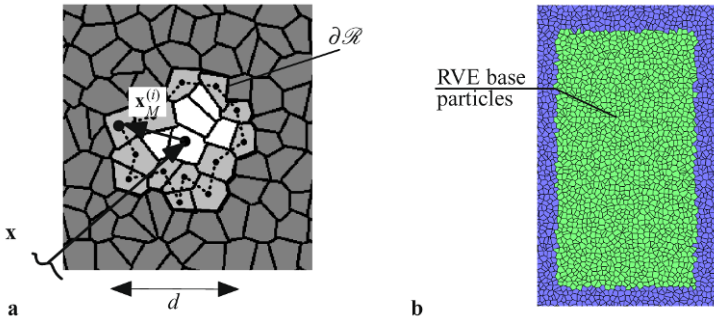 ∂ℛ
x_M^(i)
x
d
a
RVE base
particles
b